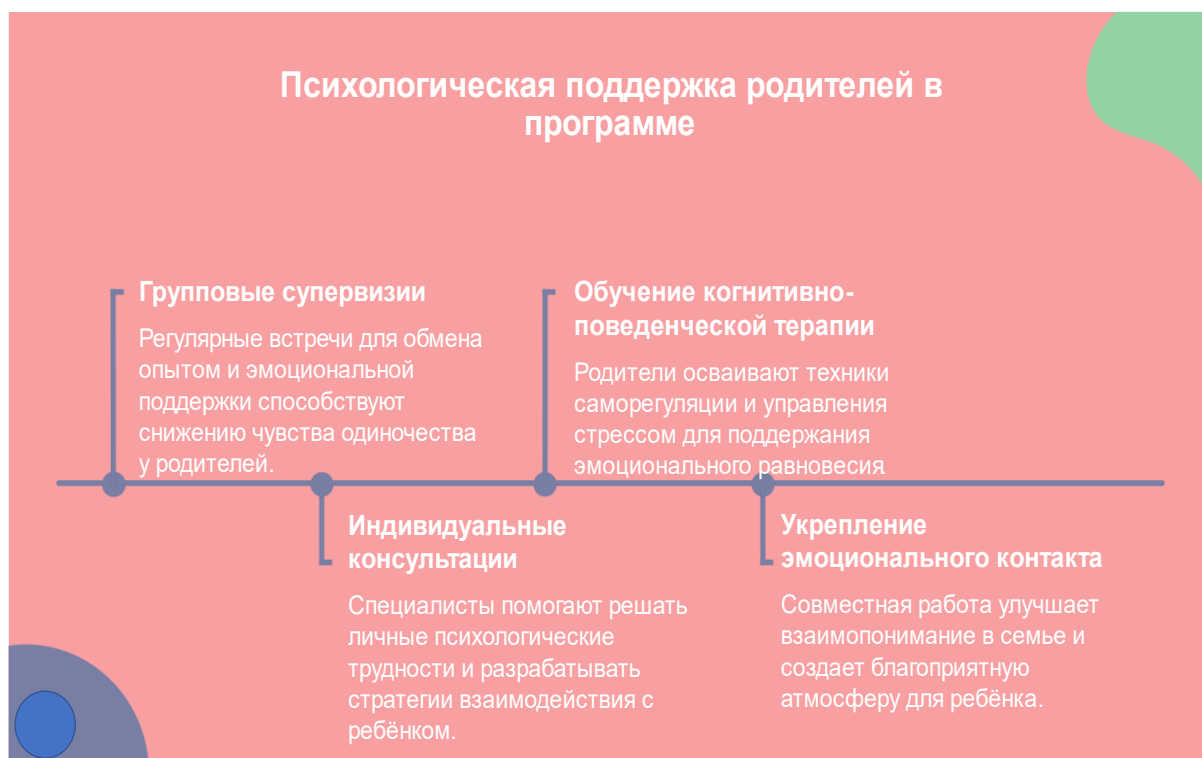 Психологическая поддержка родителей в
программе
Групповые супервизии
Регулярные встречи для обмена
опытом и эмоциональной
поддержки способствуют
снижению чувства одиночества
у родителей.
Индивидуальные
консультации
Специалисты помогают решать
личные психологические
трудности и разрабатывать
стратегии взаимодействия с
ребёнком.
Обучение когнитивно-
поведенческой терапии
Родители осваивают техники
саморегуляции и управления
стрессом для поддержания
эмоционального равновесия.
Укрепление
эмоционального контакта
Совместная работа улучшает
взаимопонимание в семье и
создает благоприятную
атмосферу для ребёнка.